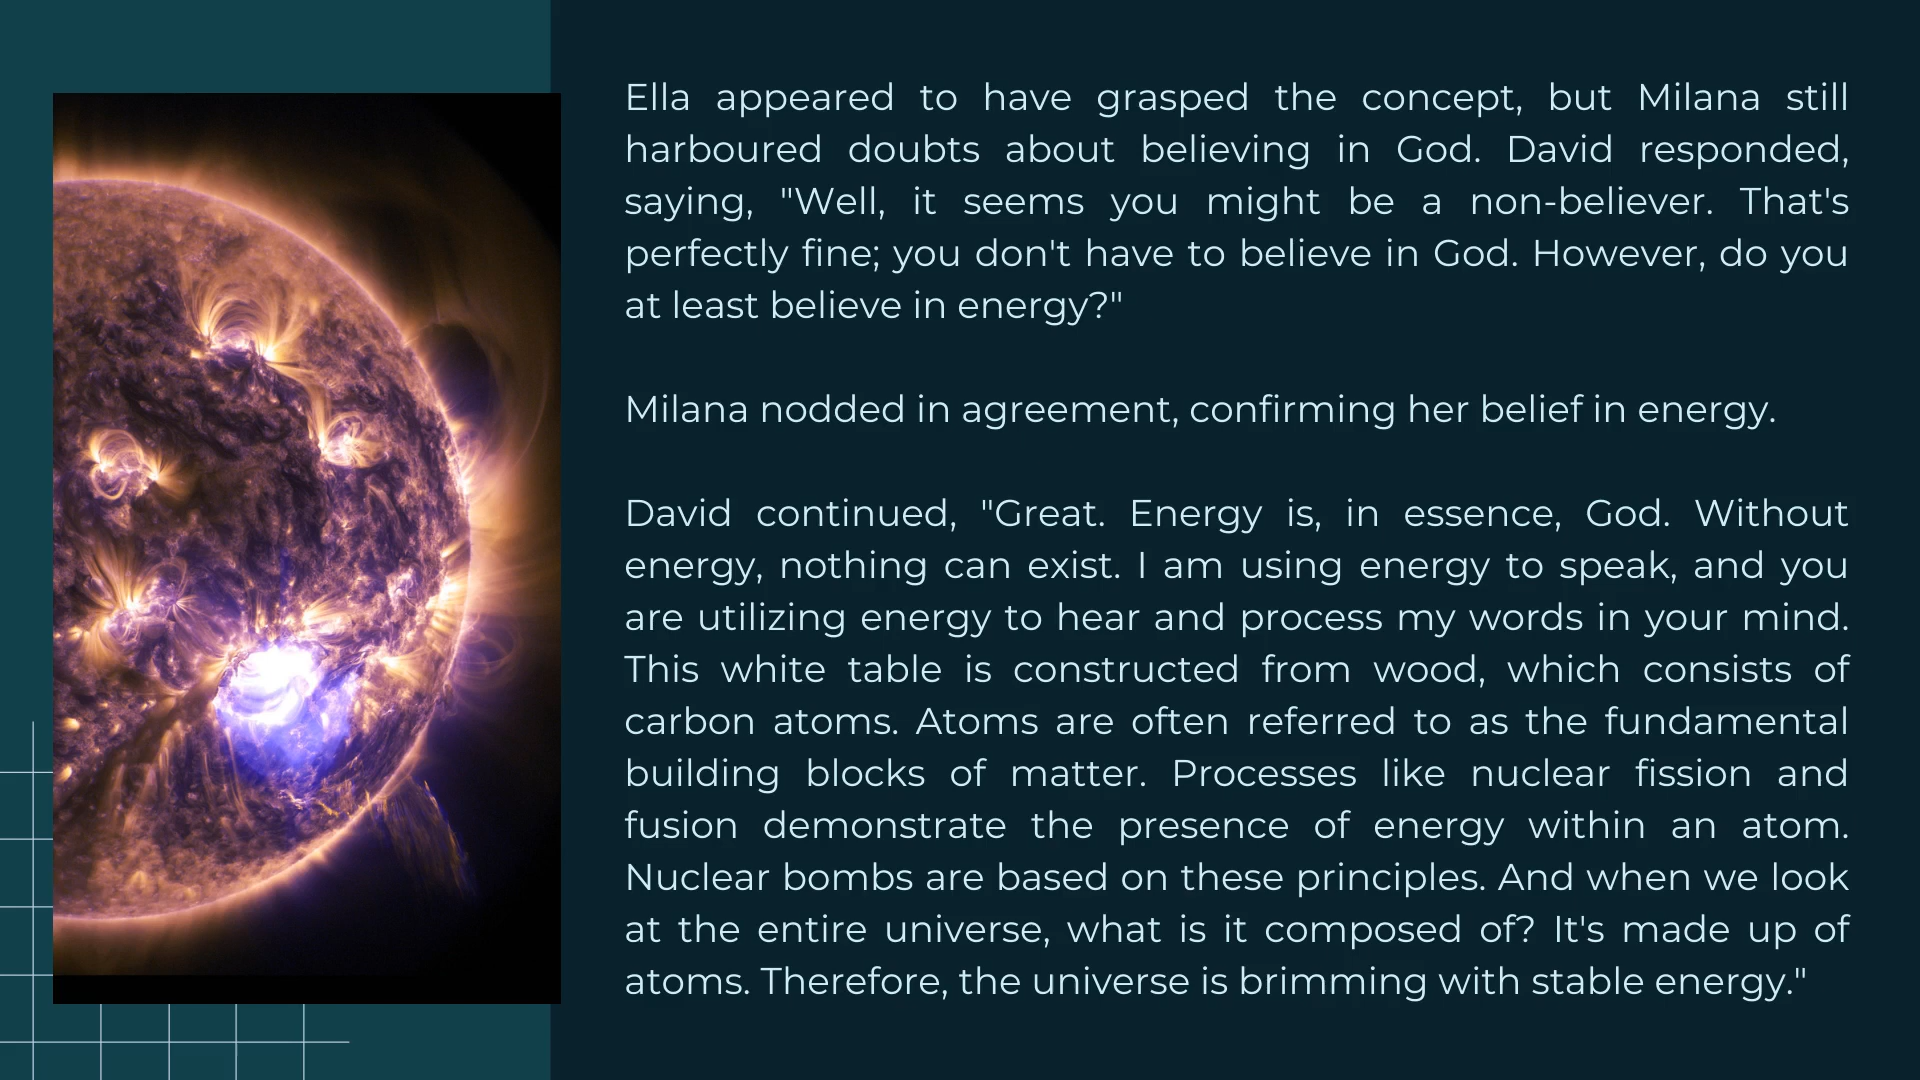 Ella appeared to have grasped the concept, but Milana still
harboured doubts about believing in God. David responded,
saying, "Well, it seems you might be a non-believer. That's
perfectly fine; you don't have to believe in God. However, do you
at least believe in energy?"
Milana nodded in agreement, confirming her belief in energy.
David continued, "Great. Energy is, in essence, God. Without
energy, nothing can exist. I am using energy to speak, and you
are utilizing energy to hear and process my words in your mind.
This white table is constructed from wood, which consists of
carbon atoms. Atoms are often referred to as the fundamental
building blocks of matter. Processes like nuclear fission and
fusion demonstrate the presence of energy within an atom.
Nuclear bombs are based on these principles. And when we look
at the entire universe, what is it composed of? It's made up of
atoms. Therefore, the universe is brimming with stable energy."